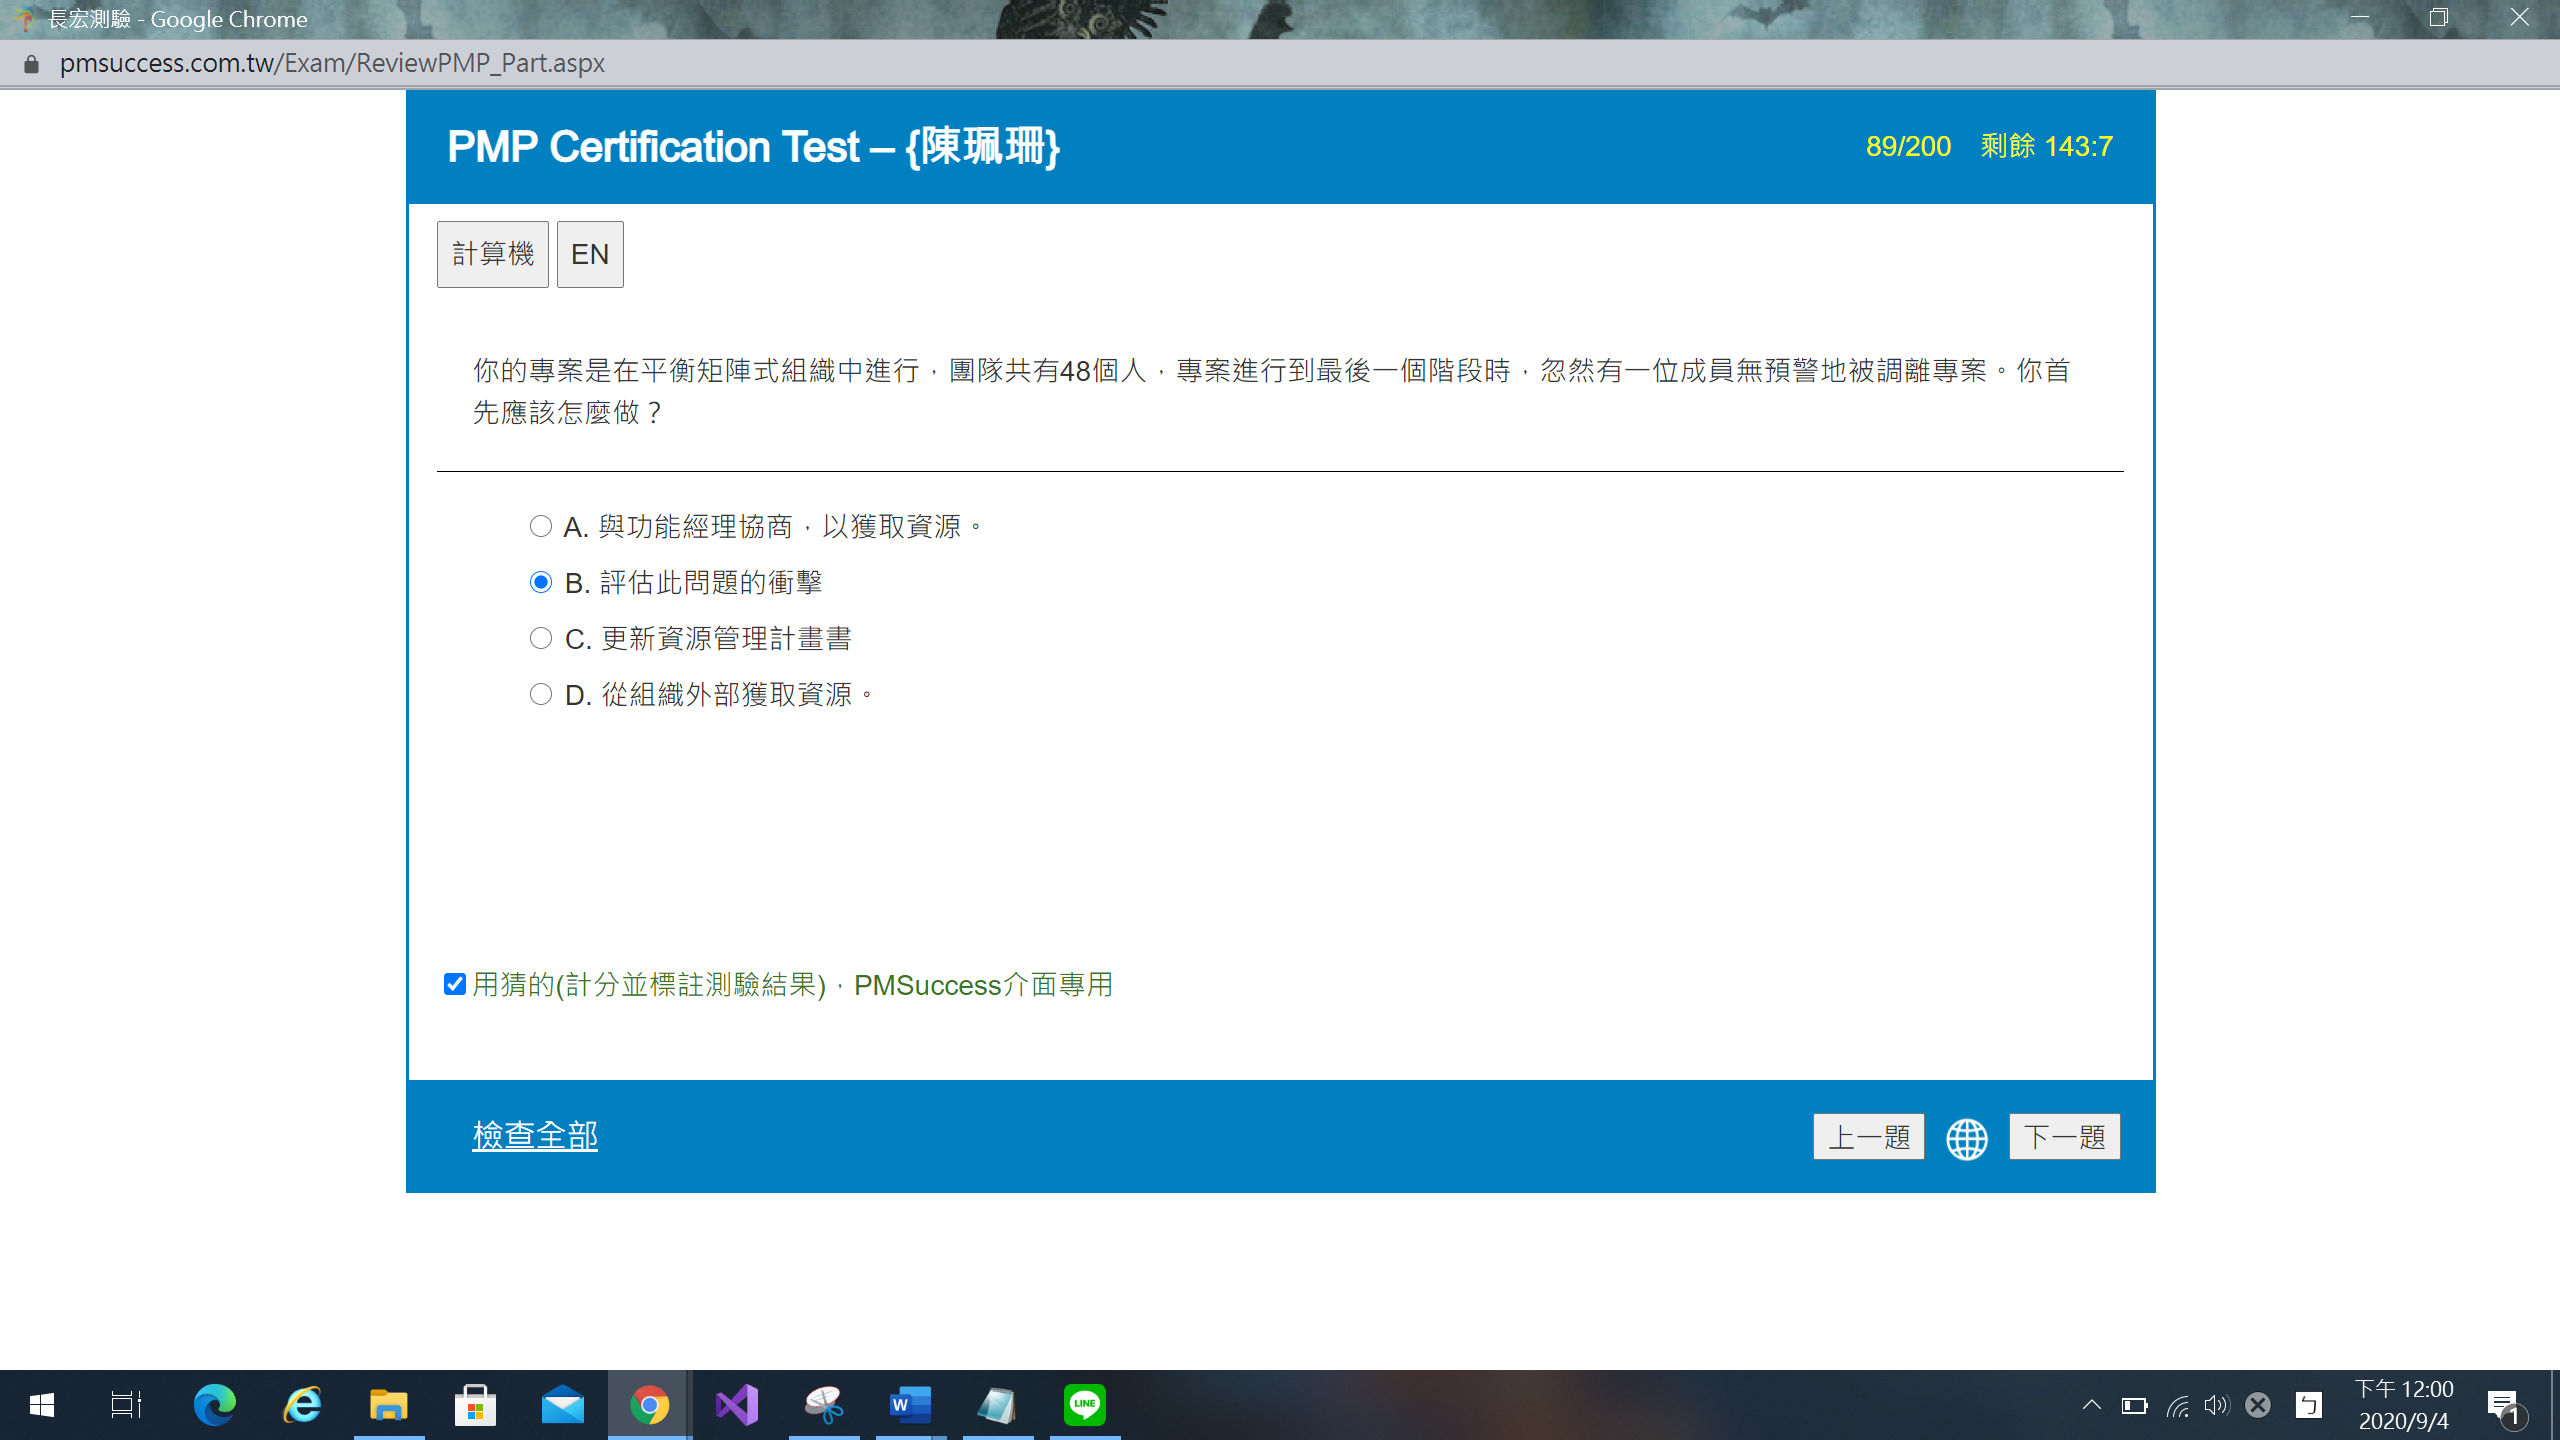 長宏測驗 - Google Chrome
pmsuccess.com.tw/Exam/ReviewPMP_Part.aspx
PMP Certification Test – {陳珮珊}
89/200 剩餘 143:7
計算機 EN
你的專案是在平衡矩陣式組織中進行，團隊共有48個人，專案進行到最後一個階段時，忽然有一位成員無預警地被調離專案。你首
先應該怎麼做？
A. 與功能經理協商，以獲取資源。
B. 評估此問題的衝擊
C. 更新資源管理計畫書
D. 從組織外部獲取資源。
用猜的(計分並標註測驗結果)，PMSuccess介面專用
檢查全部 上一題 下一題
W LINE ㄅ 下午 12:00
2020/9/4 1